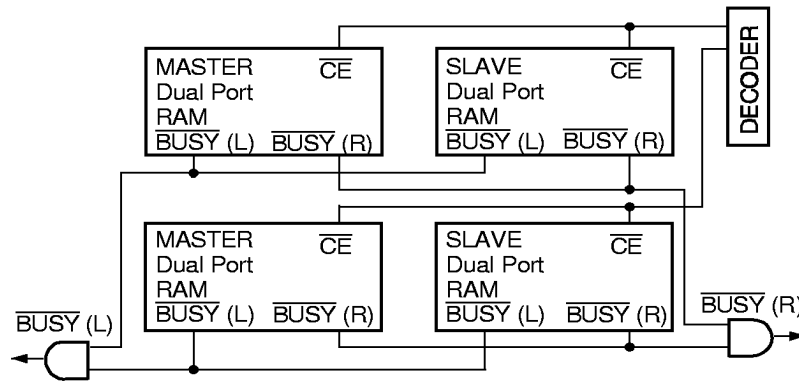 MASTER
Dual Port
RAM
CE
BUSY (L) BUSY (R)
SLAVE
Dual Port
RAM
CE
BUSY (L) BUSY (R)
DECODER
MASTER
Dual Port
RAM
CE
BUSY (L) BUSY (R)
SLAVE
Dual Port
RAM
CE
BUSY (L) BUSY (R)
BUSY (L)
BUSY (R)